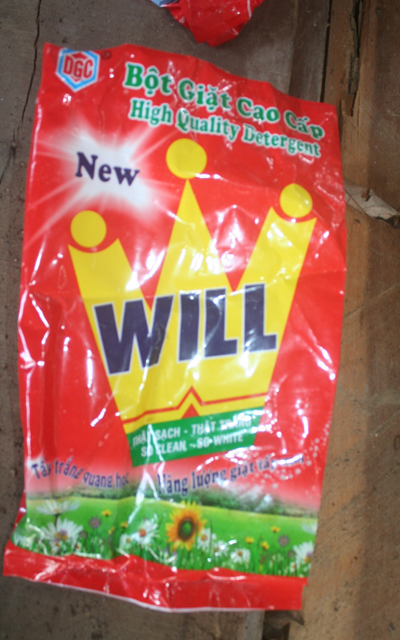 DGC
Bột Giặt Cao Cấp
High Quality Detergent
New
WILL
SẠCH - THẬT TRẮNG
SO CLEAN - SO WHITE
Tẩy trắng quang học
Năng lượng giặt tẩy